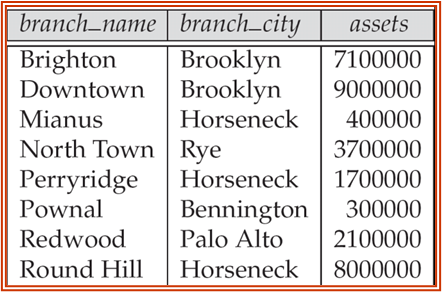 branch_name branch_city assets
Brighton Brooklyn 7100000
Downtown Brooklyn 9000000
Mianus Horseneck 400000
North Town Rye 3700000
Perryridge Horseneck 1700000
Pownal Bennington 300000
Redwood Palo Alto 2100000
Round Hill Horseneck 8000000